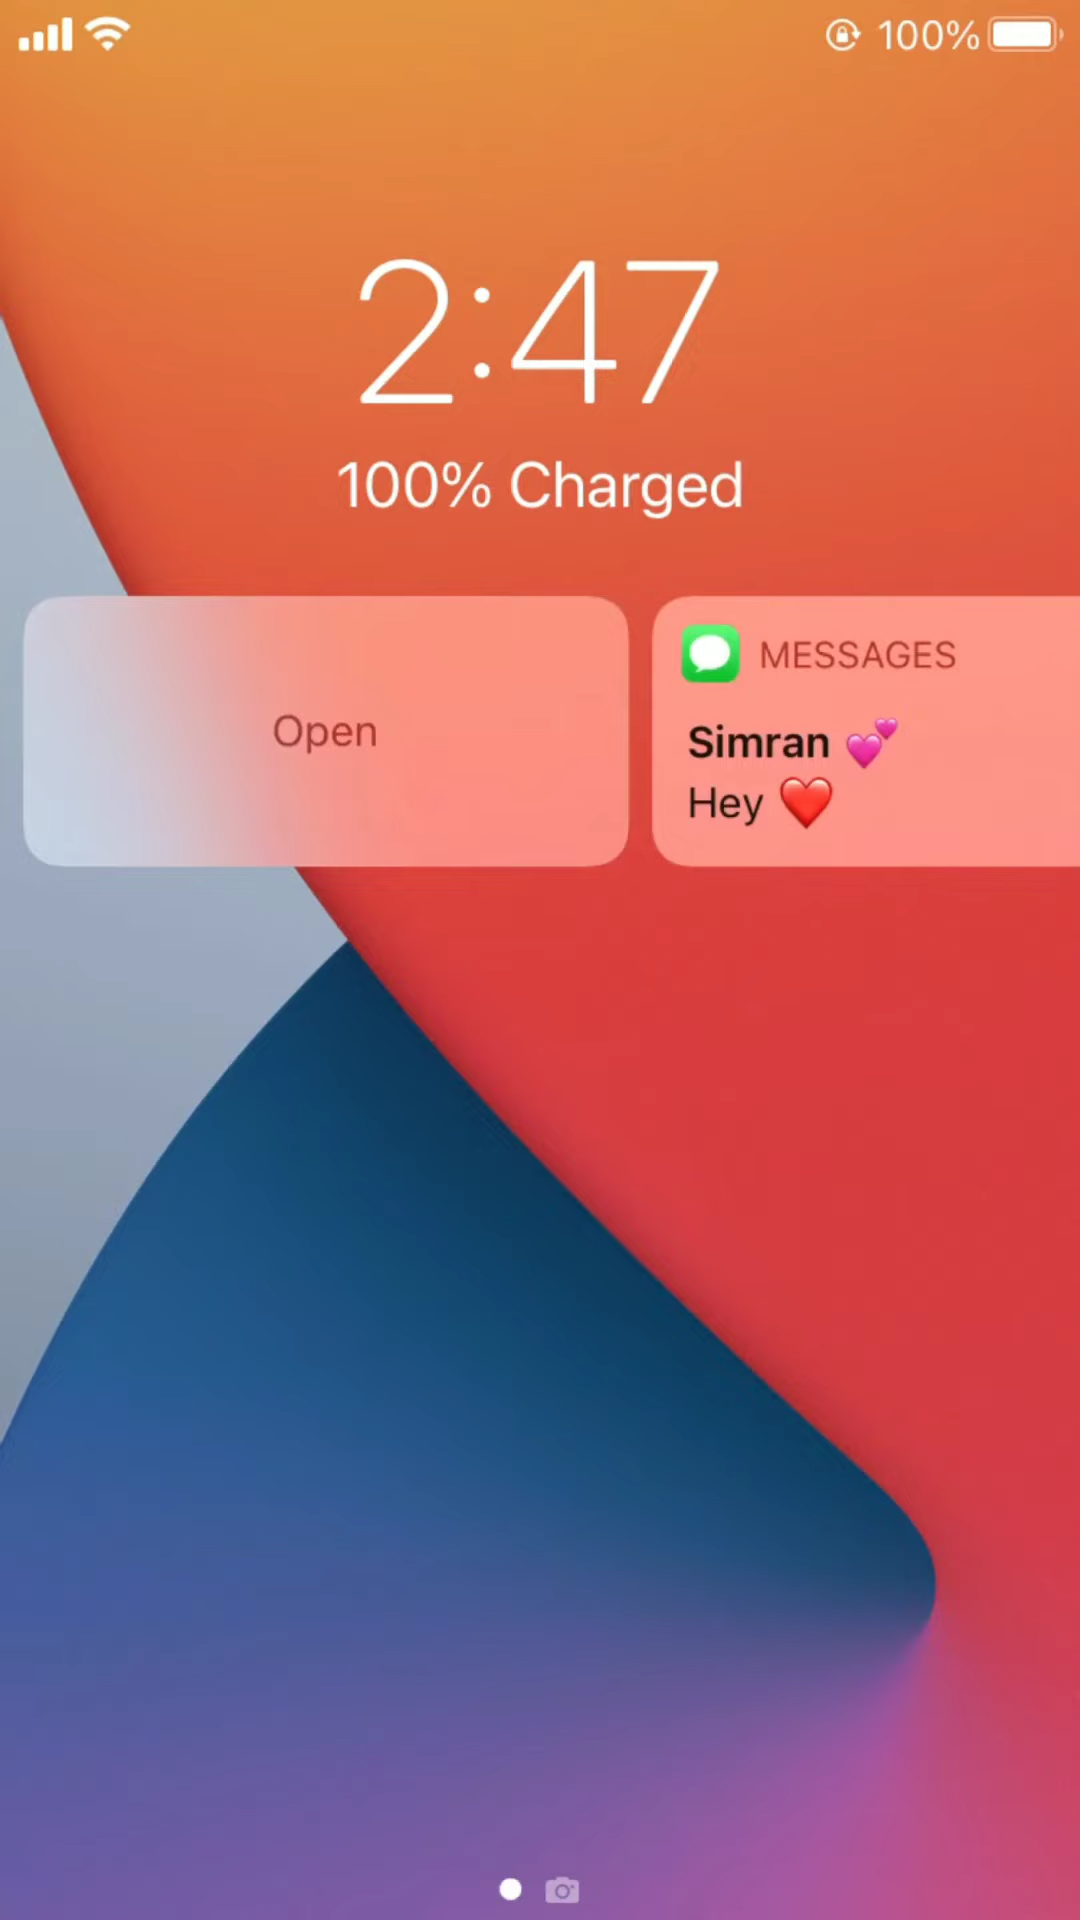 100%
2:47
100% Charged
Open
MESSAGES
Simran 💕
Hey ❤️